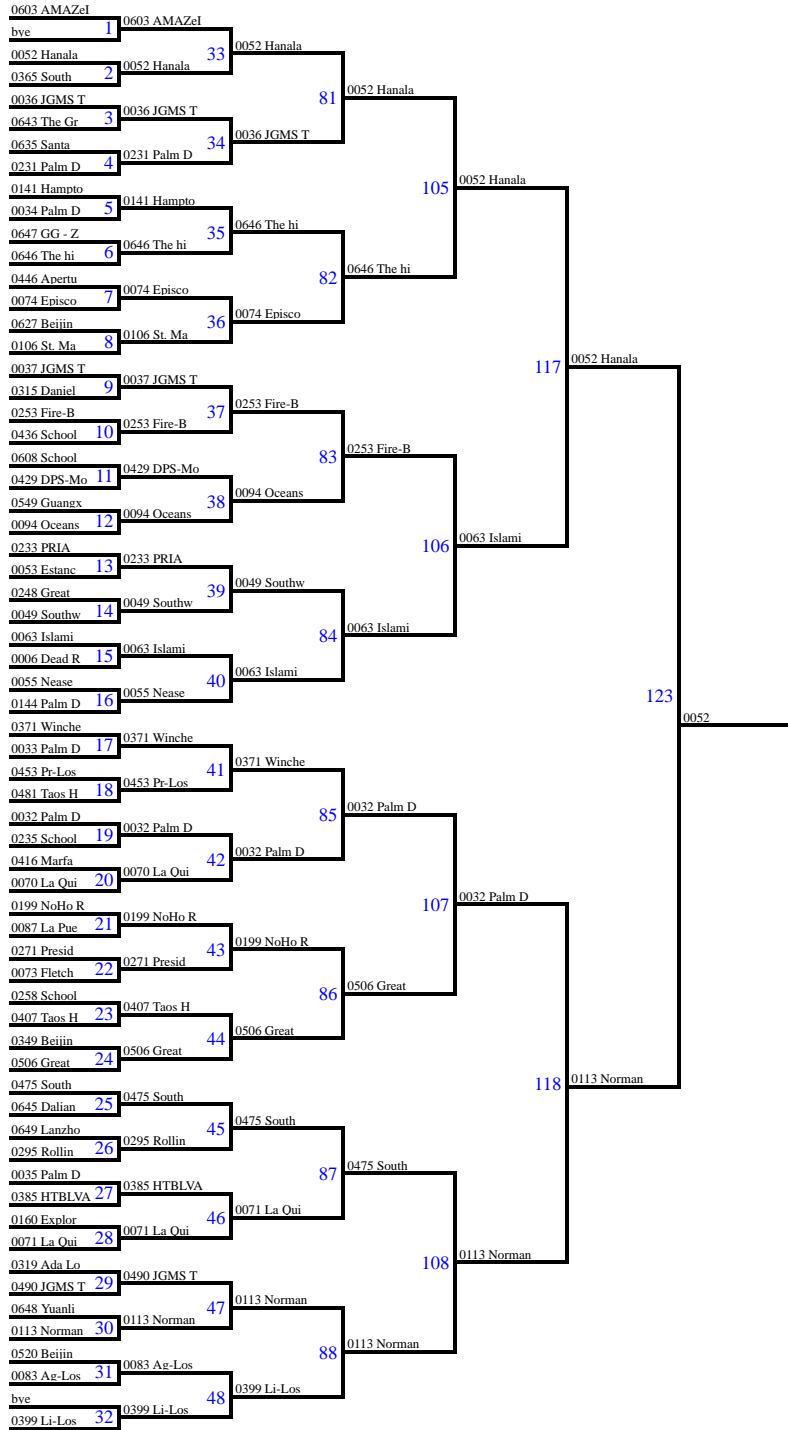 0603 AMAZeI
bye
1
0052 Hanala
0365 South
2
0036 JGMS T
0643 The Gr
3
0635 Santa
0231 Palm D
4
0141 Hampto
0034 Palm D
5
0647 GG - Z
0646 The hi
6
0446 Apertu
0074 Episco
7
0627 Beijin
0106 St. Ma
8
0037 JGMS T
0315 Daniel
9
0253 Fire-B
0436 School
10
0608 School
0429 DPS-Mo
11
0549 Guangx
0094 Oceans
12
0233 PRIA
0053 Estanc
13
0248 Great
0049 Southw
14
0063 Islami
0006 Dead R
15
0055 Nease
0144 Palm D
16
0371 Winche
0033 Palm D
17
0453 Pr-Los
0481 Taos H
18
0032 Palm D
0235 School
19
0416 Marfa
0070 La Qui
20
0199 NoHo R
0087 La Pue
21
0271 Presid
0073 Fletch
22
0258 School
0407 Taos H
23
0349 Beijin
0506 Great
24
0475 South
0645 Dalian
25
0649 Lanzho
0295 Rollin
26
0035 Palm D
0385 HTBLVA
27
0160 Explor
0071 La Qui
28
0319 Ada Lo
0490 JGMS T
29
0648 Yuanli
0113 Norman
30
0520 Beijin
0083 Ag-Los
31
bye
0399 Li-Los
32
0603 AMAZeI
0052 Hanala
33
0036 JGMS T
0231 Palm D
34
0141 Hampto
0646 The hi
35
0074 Episco
0106 St. Ma
36
0037 JGMS T
0253 Fire-B
37
0429 DPS-Mo
0094 Oceans
38
0233 PRIA
0049 Southw
39
0063 Islami
0055 Nease
40
0371 Winche
0453 Pr-Los
41
0032 Palm D
0070 La Qui
42
0199 NoHo R
0271 Presid
43
0407 Taos H
0506 Great
44
0475 South
0295 Rollin
45
0385 HTBLVA
0071 La Qui
46
0490 JGMS T
0113 Norman
47
0083 Ag-Los
0399 Li-Los
48
0052 Hanala
0036 JGMS T
81
0646 The hi
0074 Episco
82
0253 Fire-B
0094 Oceans
83
0049 Southw
0063 Islami
84
0371 Winche
0032 Palm D
85
0199 NoHo R
0506 Great
86
0475 South
0071 La Qui
87
0113 Norman
0399 Li-Los
88
0052 Hanala
0646 The hi
105
0253 Fire-B
0063 Islami
106
0032 Palm D
0506 Great
107
0475 South
0113 Norman
108
0052 Hanala
0063 Islami
117
0032 Palm D
0113 Norman
118
0052 Hanala
0113 Norman
123
0052